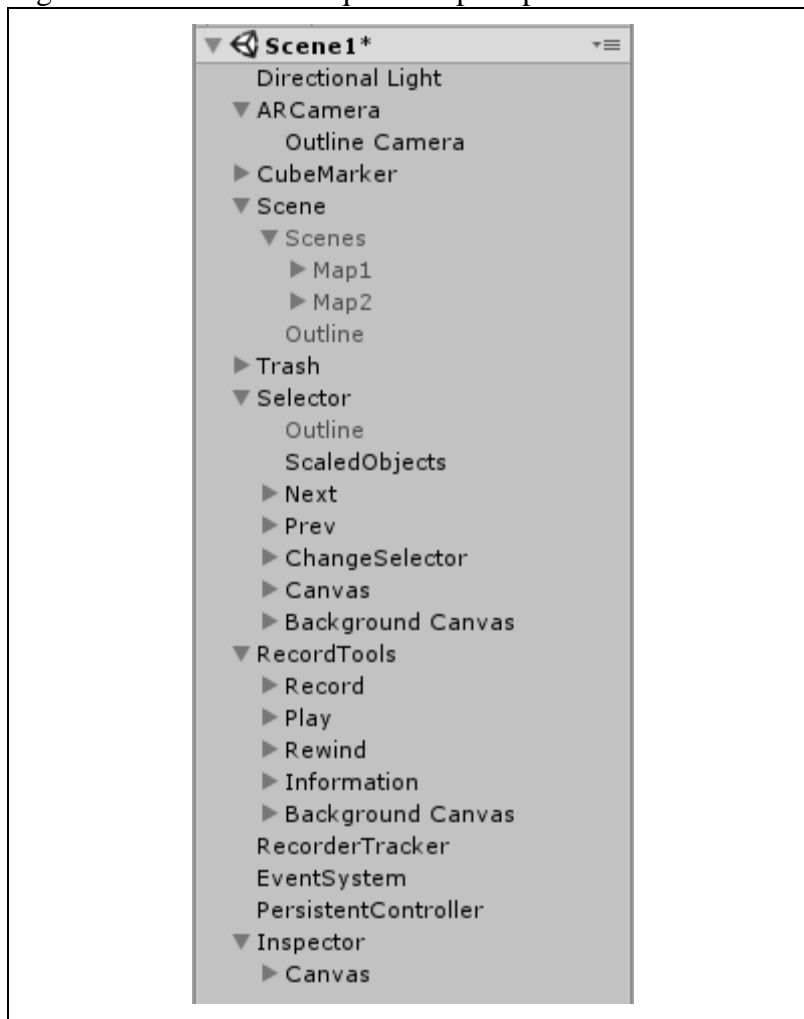 Scene1*
Directional Light
ARCamera
Outline Camera
CubeMarker
Scene
Scenes
Map1
Map2
Outline
Trash
Selector
Outline
ScaledObjects
Next
Prev
ChangeSelector
Canvas
Background Canvas
RecordTools
Record
Play
Rewind
Information
Background Canvas
RecorderTracker
EventSystem
PersistentController
Inspector
Canvas